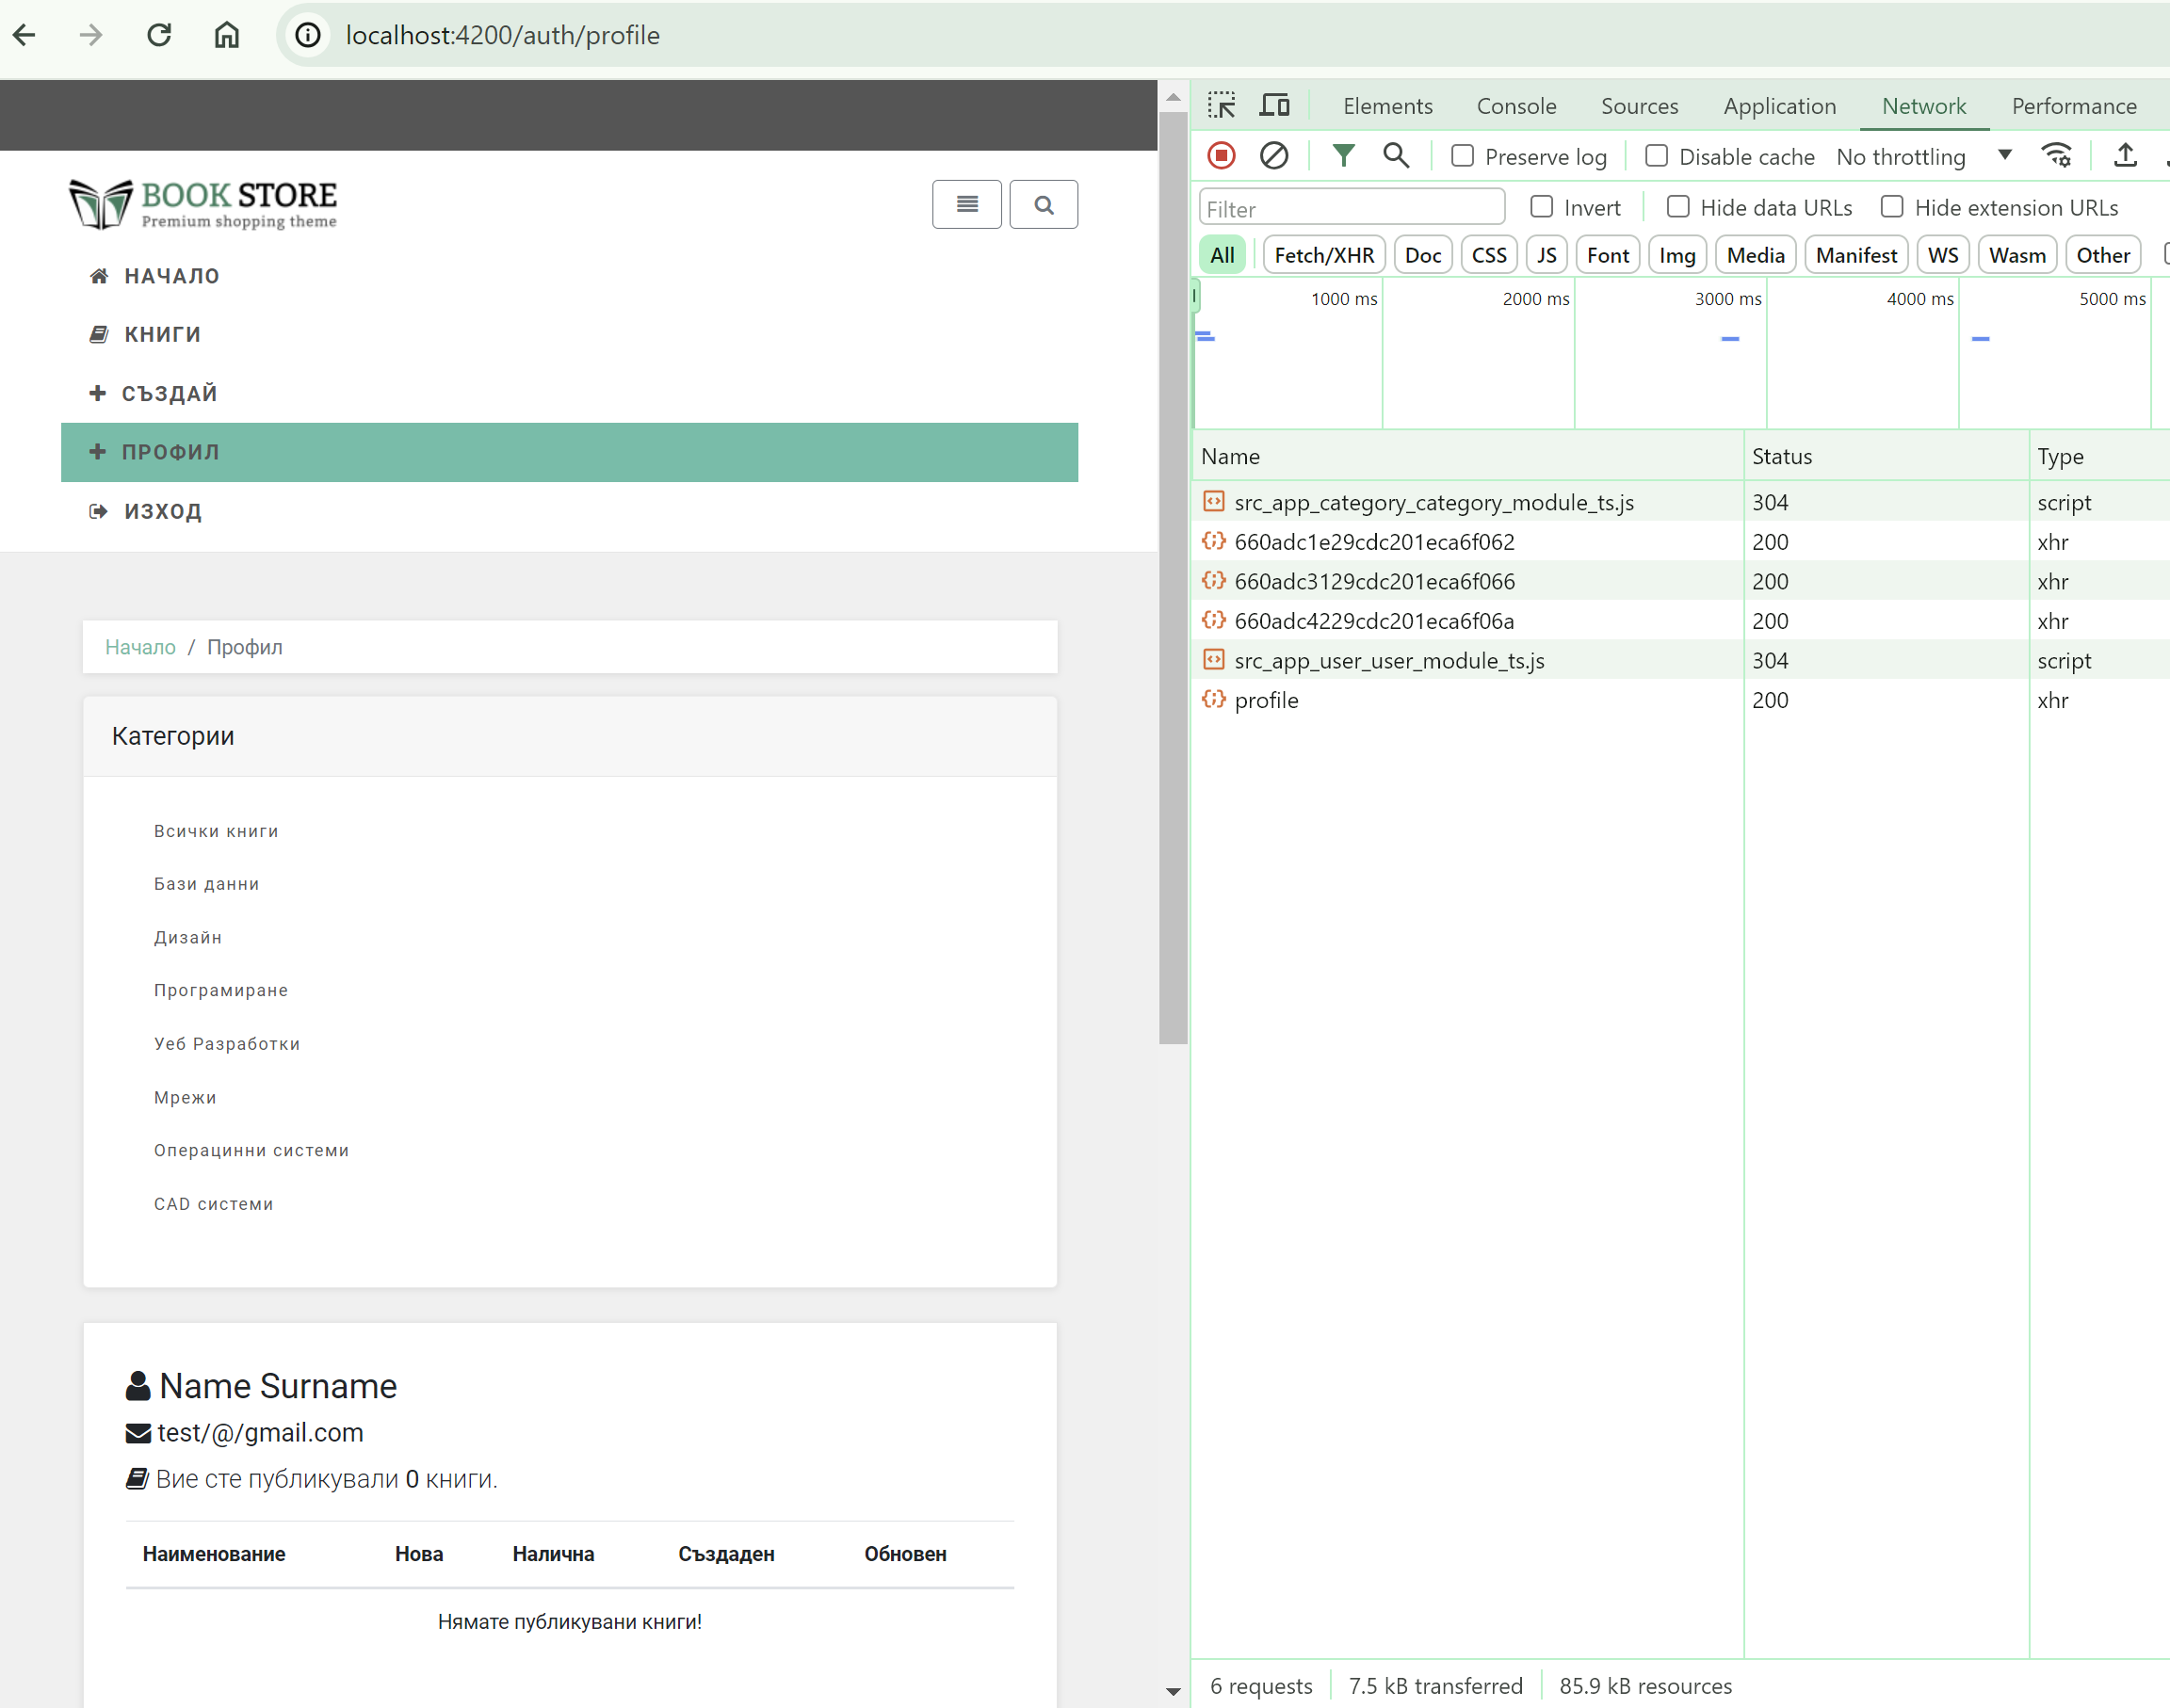 localhost:4200/auth/profile
BOOK STORE
Premium shopping theme
НАЧАЛО
КНИГИ
СЪЗДАЙ
ПРОФИЛ
ИЗХОД
Начало / Профил
Категории
Всички книги
Бази данни
Дизайн
Програмиране
Уеб Разработки
Мрежи
Операцинни системи
CAD системи
Name Surname
test/@/gmail.com
Вие сте публикували 0 книги.
Наименование Нова Налична Създаден Обновен
Нямате публикувани книги!
Elements Console Sources Application Network Performance
Preserve log Disable cache No throttling
Filter Invert Hide data URLs Hide extension URLs
All Fetch/XHR Doc CSS JS Font Img Media Manifest WS Wasm Other
1000 ms 2000 ms 3000 ms 4000 ms 5000 ms
Name Status Type
src_app_category_category_module_ts.js 304 script
660adc1e29cdc201eca6f062 200 xhr
660adc3129cdc201eca6f066 200 xhr
660adc4229cdc201eca6f06a 200 xhr
src_app_user_user_module_ts.js 304 script
profile 200 xhr
6 requests 7.5 kB transferred 85.9 kB resources